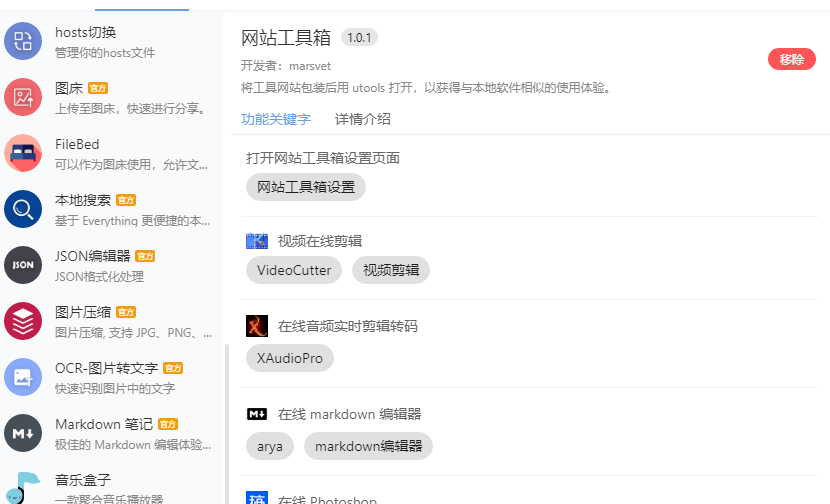 hosts切换
管理你的hosts文件
图床 官方
上传至图床，快速进行分享。
FileBed
可以作为图床使用，允许文...
本地搜索 官方
基于 Everything 更便捷的本...
JSON
JSON编辑器 官方
JSON格式化处理
图片压缩 官方
图片压缩, 支持 JPG、PNG、...
OCR-图片转文字 官方
快速识别图片中的文字
M↓
Markdown 笔记 官方
极佳的 Markdown 编辑体验...
音乐盒子
一款聚合音乐播放器
网站工具箱 1.0.1
开发者：marsvet
移除
将工具网站包装后用 utools 打开，以获得与本地软件相似的使用体验。
功能关键字 详情介绍
打开网站工具箱设置页面
网站工具箱设置
视频在线剪辑
VideoCutter 视频剪辑
在线音频实时剪辑转码
XAudioPro
M↓ 在线 markdown 编辑器
arya markdown编辑器
在线 Photoshop